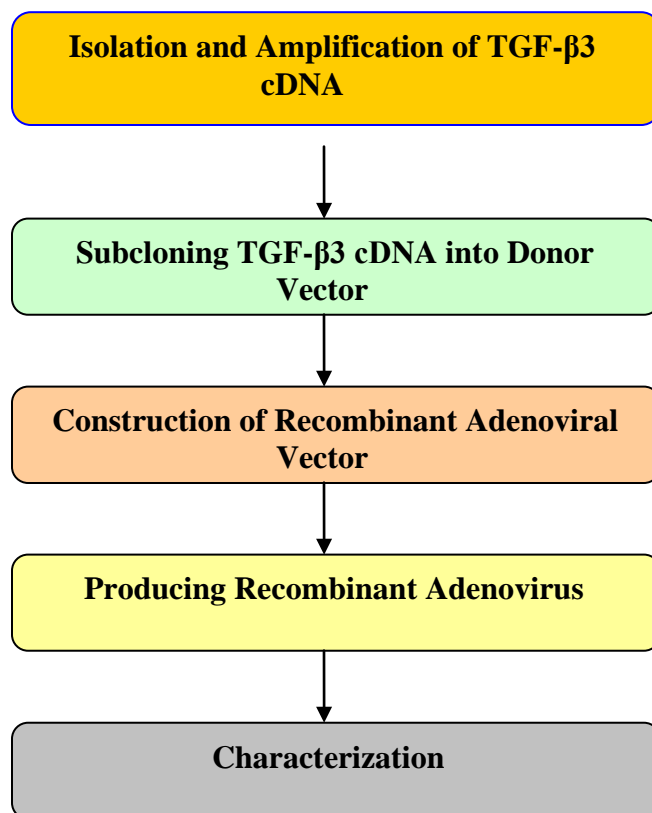 Isolation and Amplification of TGF-β3
cDNA
Subcloning TGF-β3 cDNA into Donor
Vector
Construction of Recombinant Adenoviral
Vector
Producing Recombinant Adenovirus
Characterization